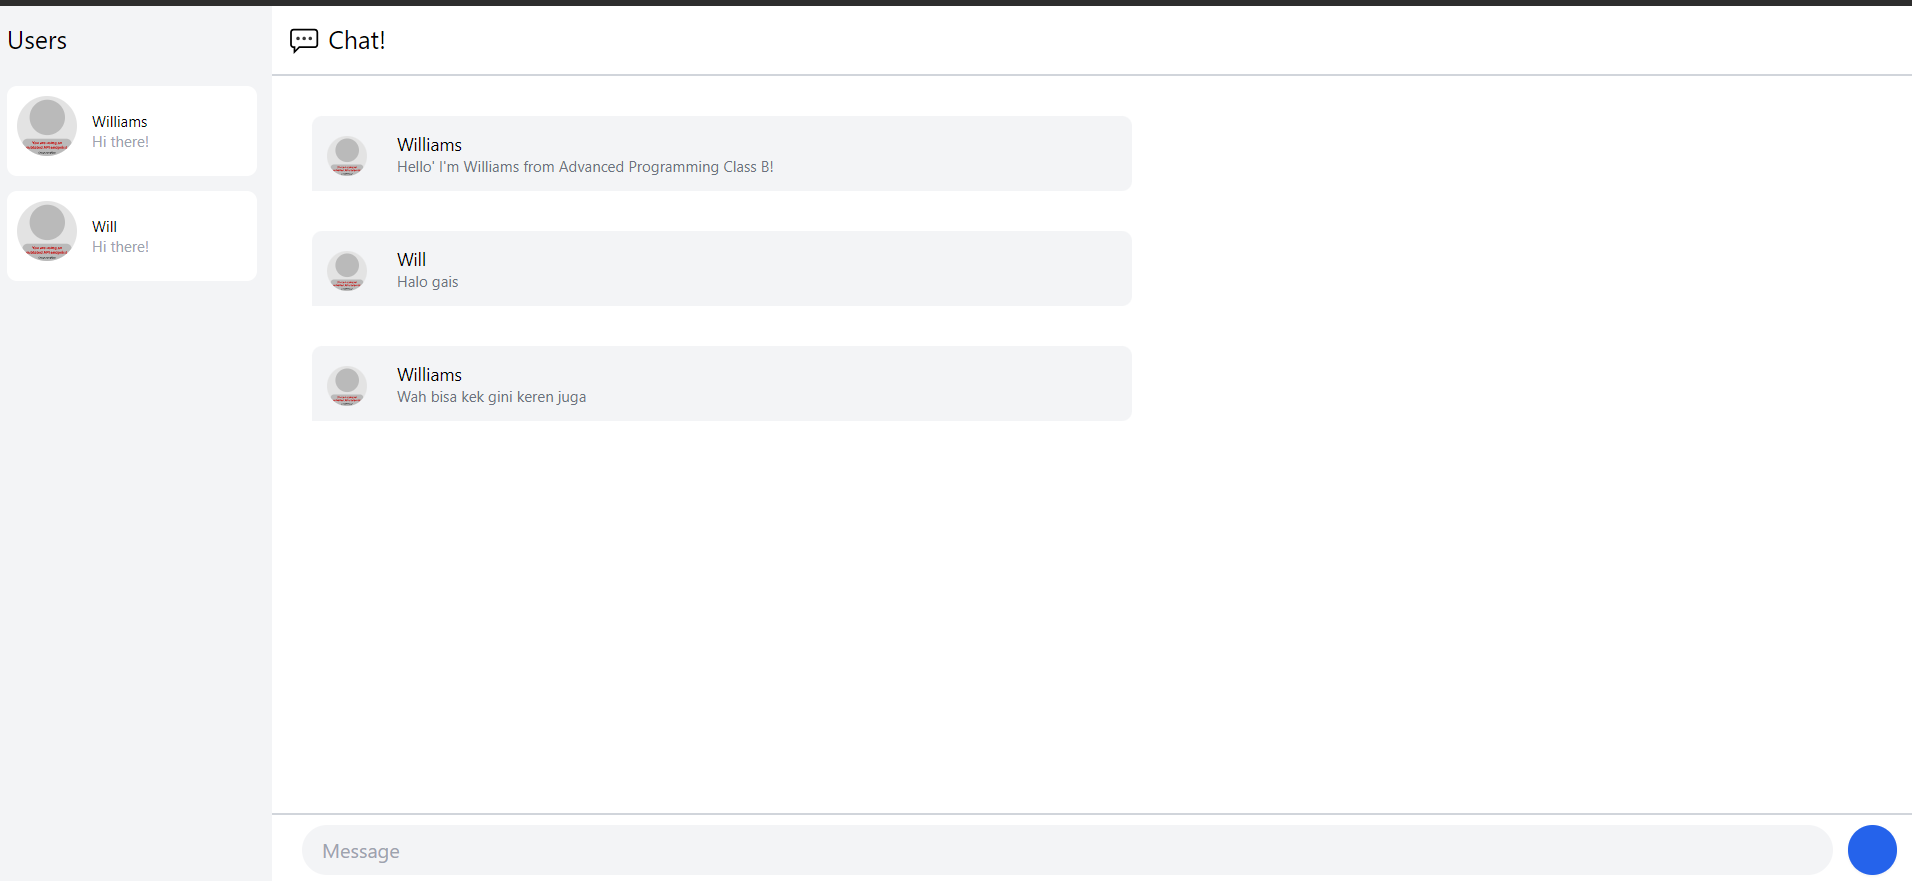 Users
Chat!
Williams
Hi there!
Will
Hi there!
Williams
Hello' I'm Williams from Advanced Programming Class B!
Will
Halo gais
Williams
Wah bisa kek gini keren juga
Message